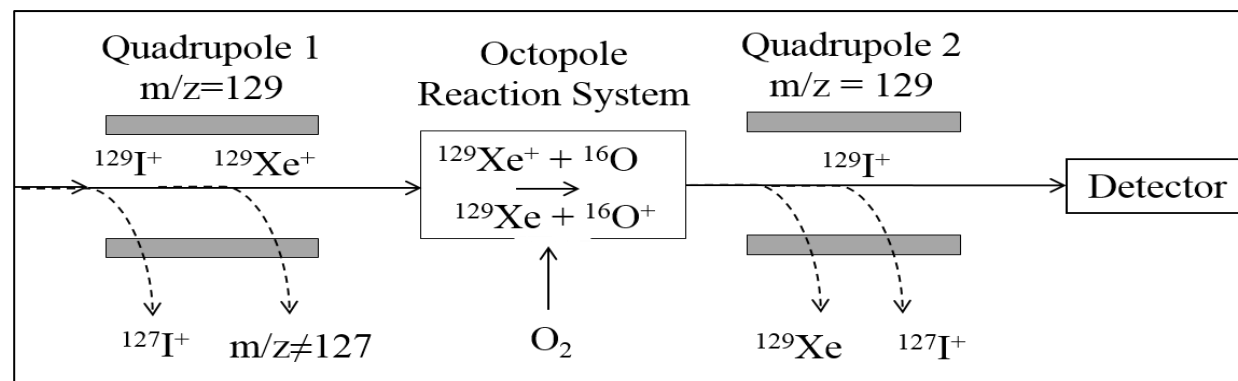 Quadrupole 1
m/z=129
Octopole
Reaction System
Quadrupole 2
m/z = 129
¹²⁹I⁺
¹²⁹Xe⁺
¹²⁹Xe⁺ + ¹⁶O
¹²⁹Xe + ¹⁶O⁺
¹²⁹I⁺
Detector
¹²⁷I⁺
m/z≠127
O₂
¹²⁹Xe
¹²⁷I⁺